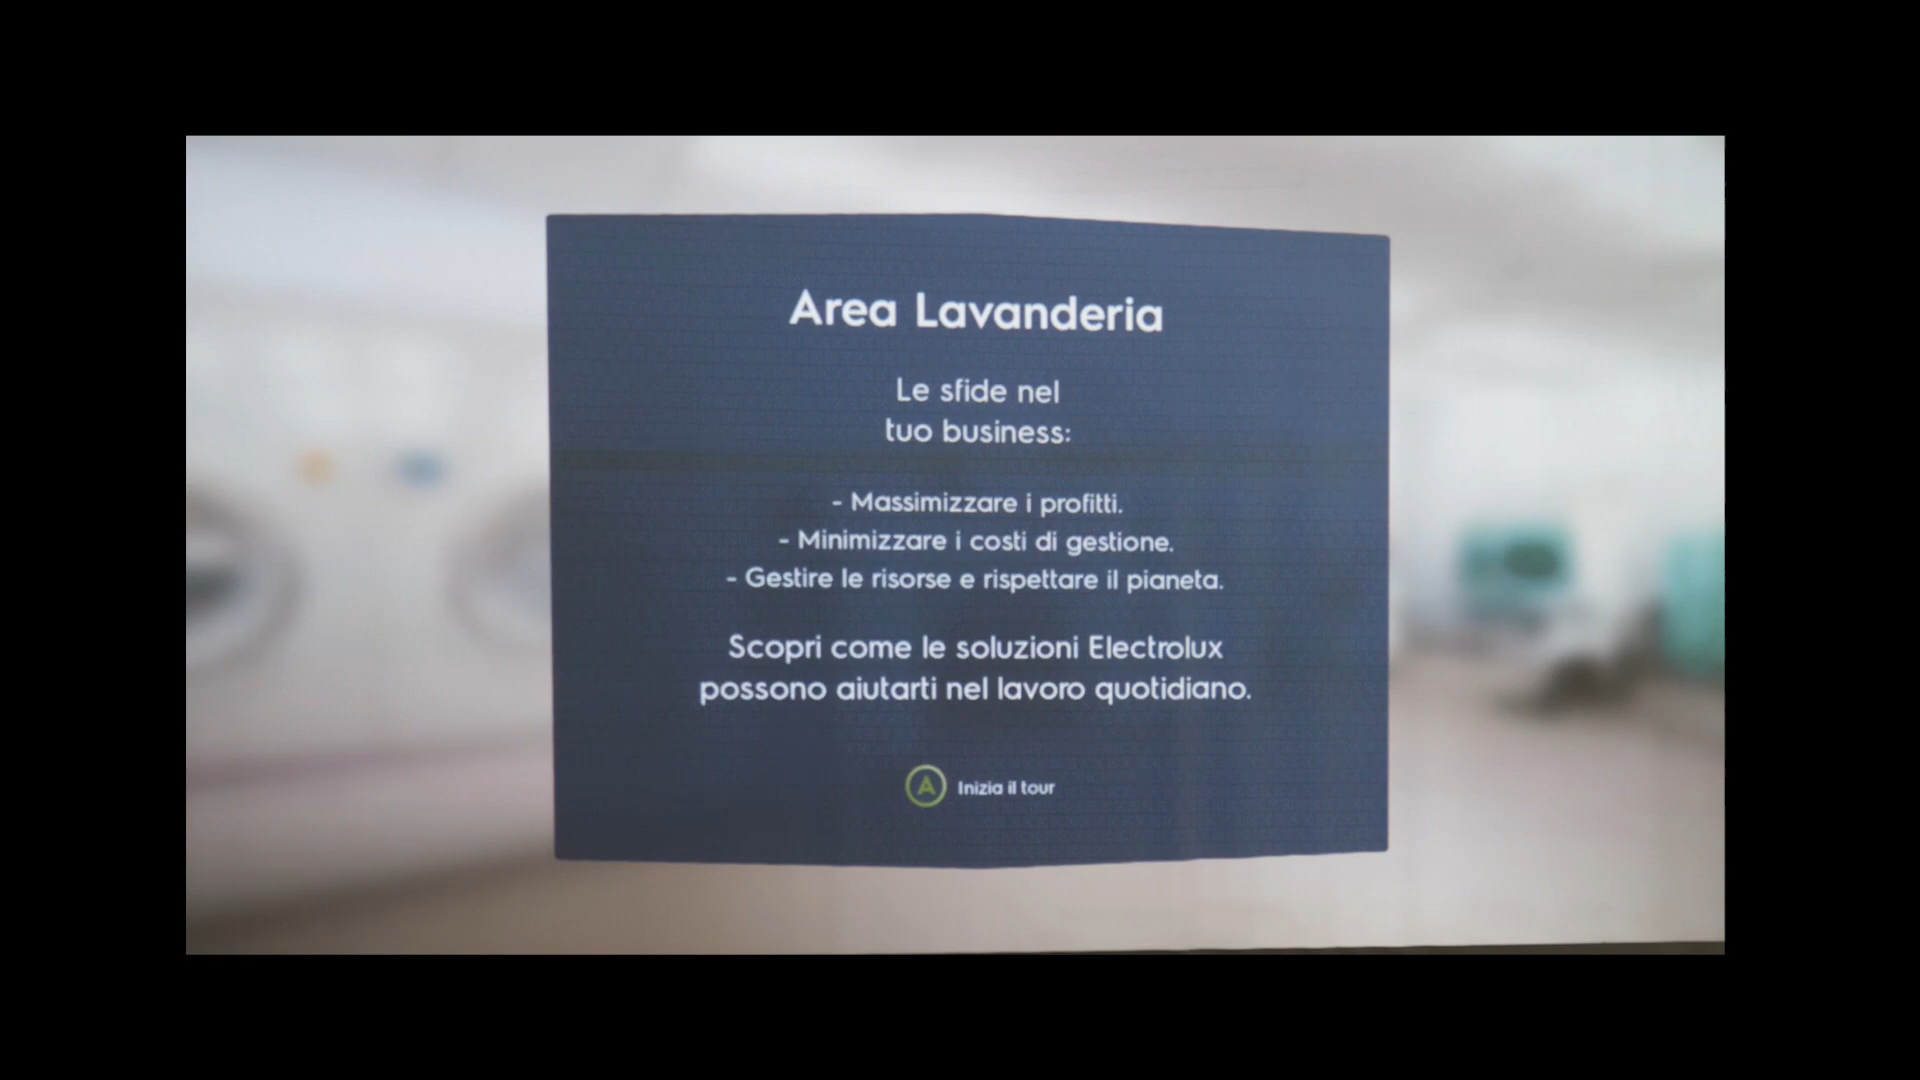 Area Lavanderia
Le sfide nel
tuo business:
- Massimizzare i profitti.
- Minimizzare i costi di gestione.
- Gestire le risorse e rispettare il pianeta.
Scopri come le soluzioni Electrolux
possono aiutarti nel lavoro quotidiano.
A Inizia il tour